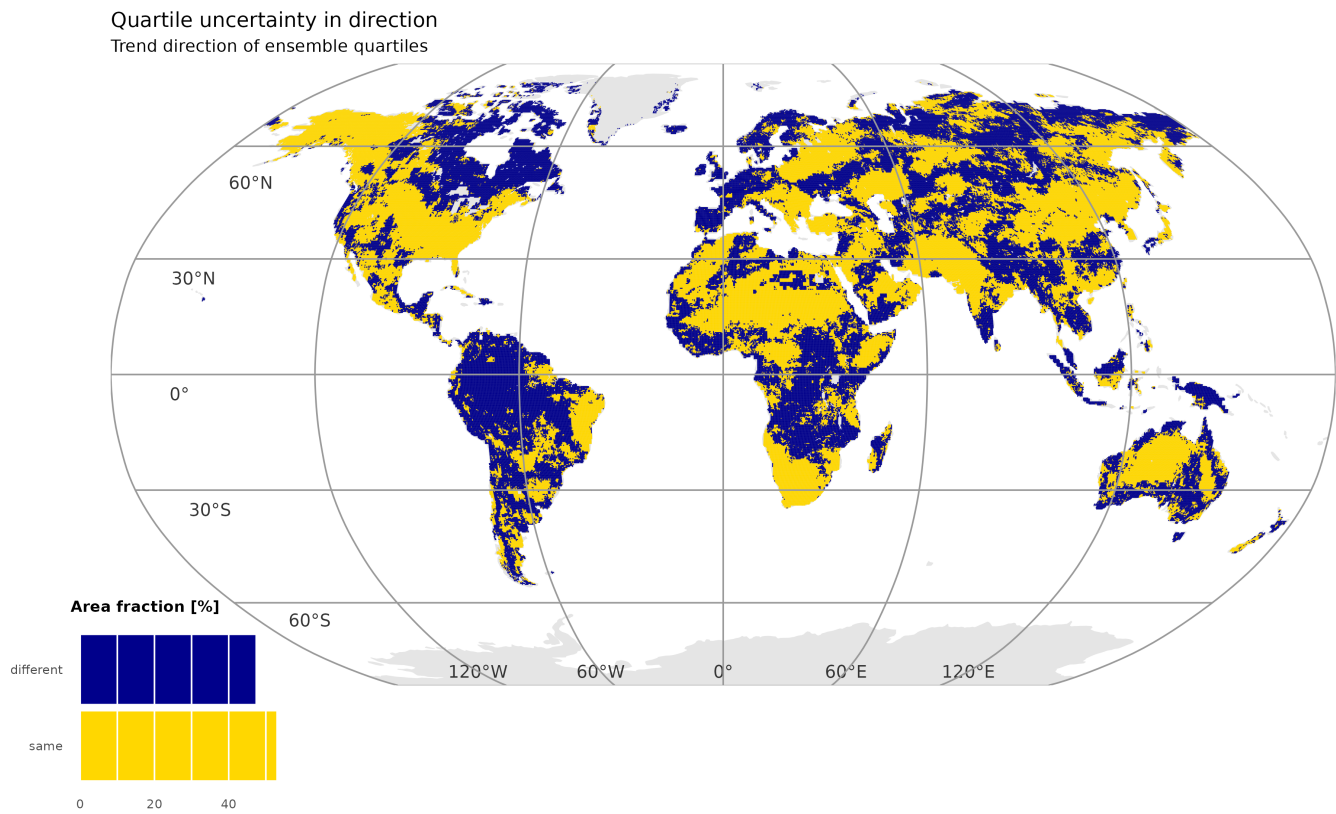 Quartile uncertainty in direction
Trend direction of ensemble quartiles
60°N
30°N
0°
30°S
60°S
120°W 60°W 0° 60°E 120°E
Area fraction [%]
different
same
0 20 40